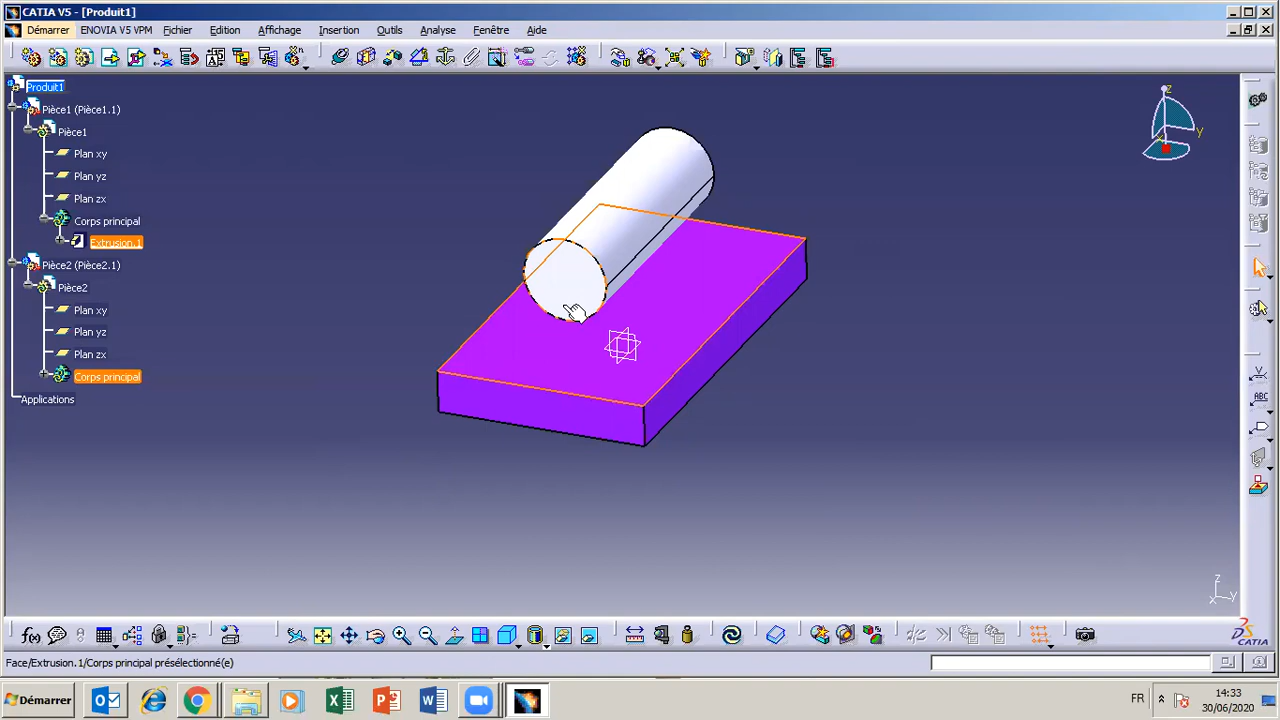 CATIA V5 - [Produit1]
Démarrer ENOVIA V5 VPM Fichier Edition Affichage Insertion Outils Analyse Fenêtre Aide
Produit1
Pièce1 (Pièce1.1)
Pièce1
Plan xy
Plan yz
Plan zx
Corps principal
Extrusion.1
Pièce2 (Pièce2.1)
Pièce2
Plan xy
Plan yz
Plan zx
Corps principal
Applications
z
y
x
ABC
z
x y
f(x)
CATIA
Face/Extrusion.1/Corps principal présélectionné(e)
Démarrer
FR
14:33
30/06/2020